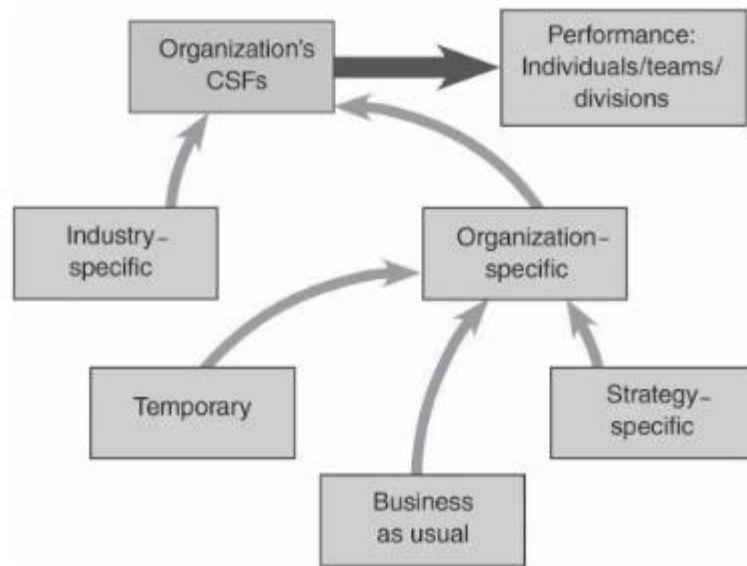 Organization's
CSFs
Performance:
Individuals/teams/
divisions
Industry–
specific
Organization–
specific
Temporary
Strategy–
specific
Business
as usual